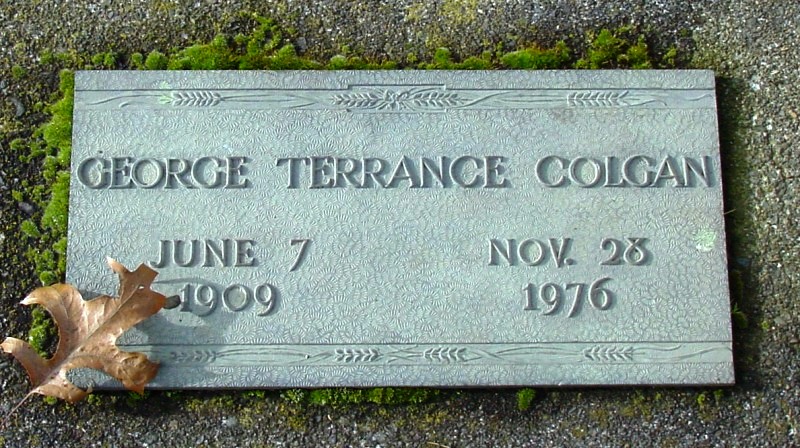 GEORGE TERRANCE COLGAN
JUNE 7 NOV. 28
1909 1976